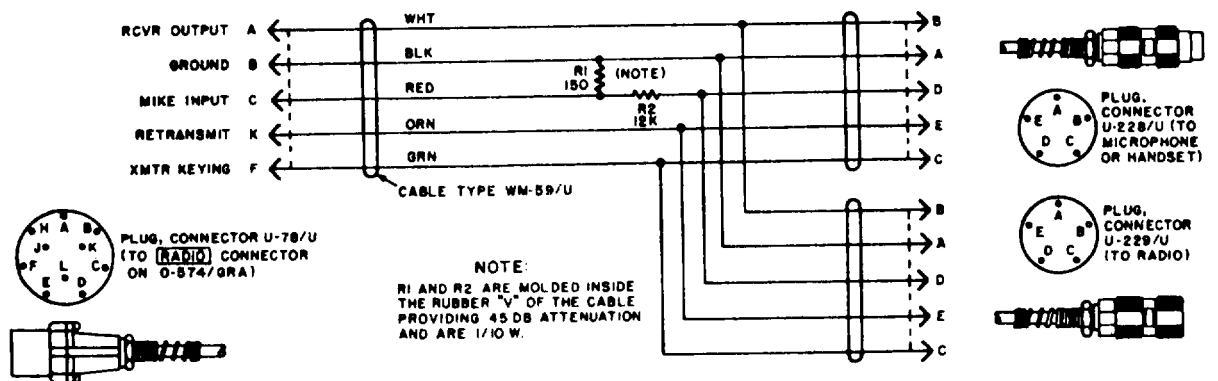 RCVR OUTPUT A WHT B
GROUND B BLK A
R1 150 (NOTE)
MIKE INPUT C RED D
R2 12K
RETRANSMIT K ORN E
XMTR KEYING F GRN C
CABLE TYPE WM-59/U
B
A
D
E
C
A
E B
D C
PLUG,
CONNECTOR
U-228/U (TO
MICROPHONE
OR HANDSET)
A
E B
D C
PLUG,
CONNECTOR
U-229/U
(TO RADIO)
H A B
J K
F L C
E D
PLUG, CONNECTOR U-78/U
(TO RADIO CONNECTOR
ON O-574/GRA)
NOTE:
R1 AND R2 ARE MOLDED INSIDE
THE RUBBER "V" OF THE CABLE
PROVIDING 45 DB ATTENUATION
AND ARE 1/10 W.